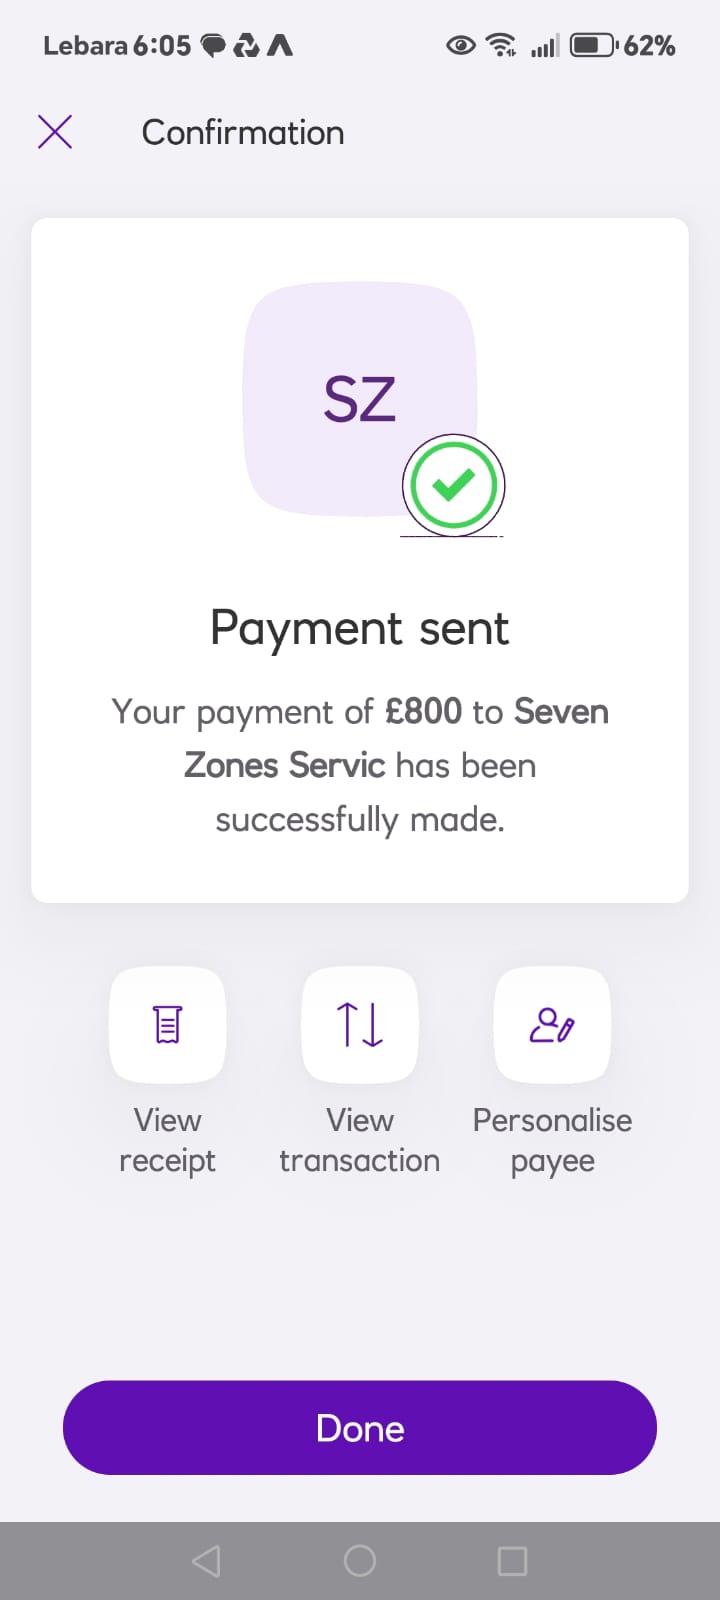 Lebara 6:05 62%
Confirmation
SZ
Payment sent
Your payment of £800 to Seven
Zones Servic has been
successfully made.
View View Personalise
receipt transaction payee
Done